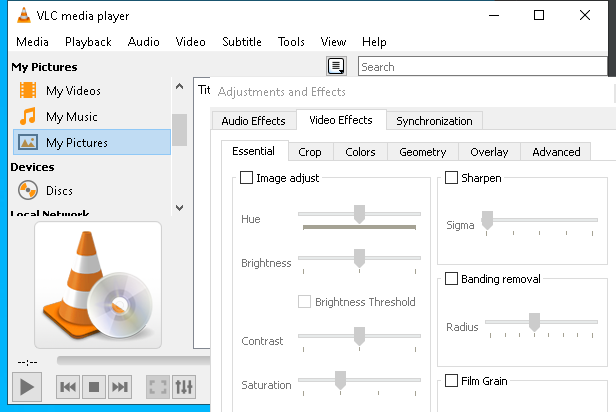 VLC media player
Media Playback Audio Video Subtitle Tools View Help
My Pictures
Search
My Videos
My Music
My Pictures
Devices
Discs
Local Network
Adjustments and Effects
Audio Effects Video Effects Synchronization
Essential Crop Colors Geometry Overlay Advanced
Image adjust
Hue
Brightness
Brightness Threshold
Contrast
Saturation
Sharpen
Sigma
Banding removal
Radius
Film Grain
--:--